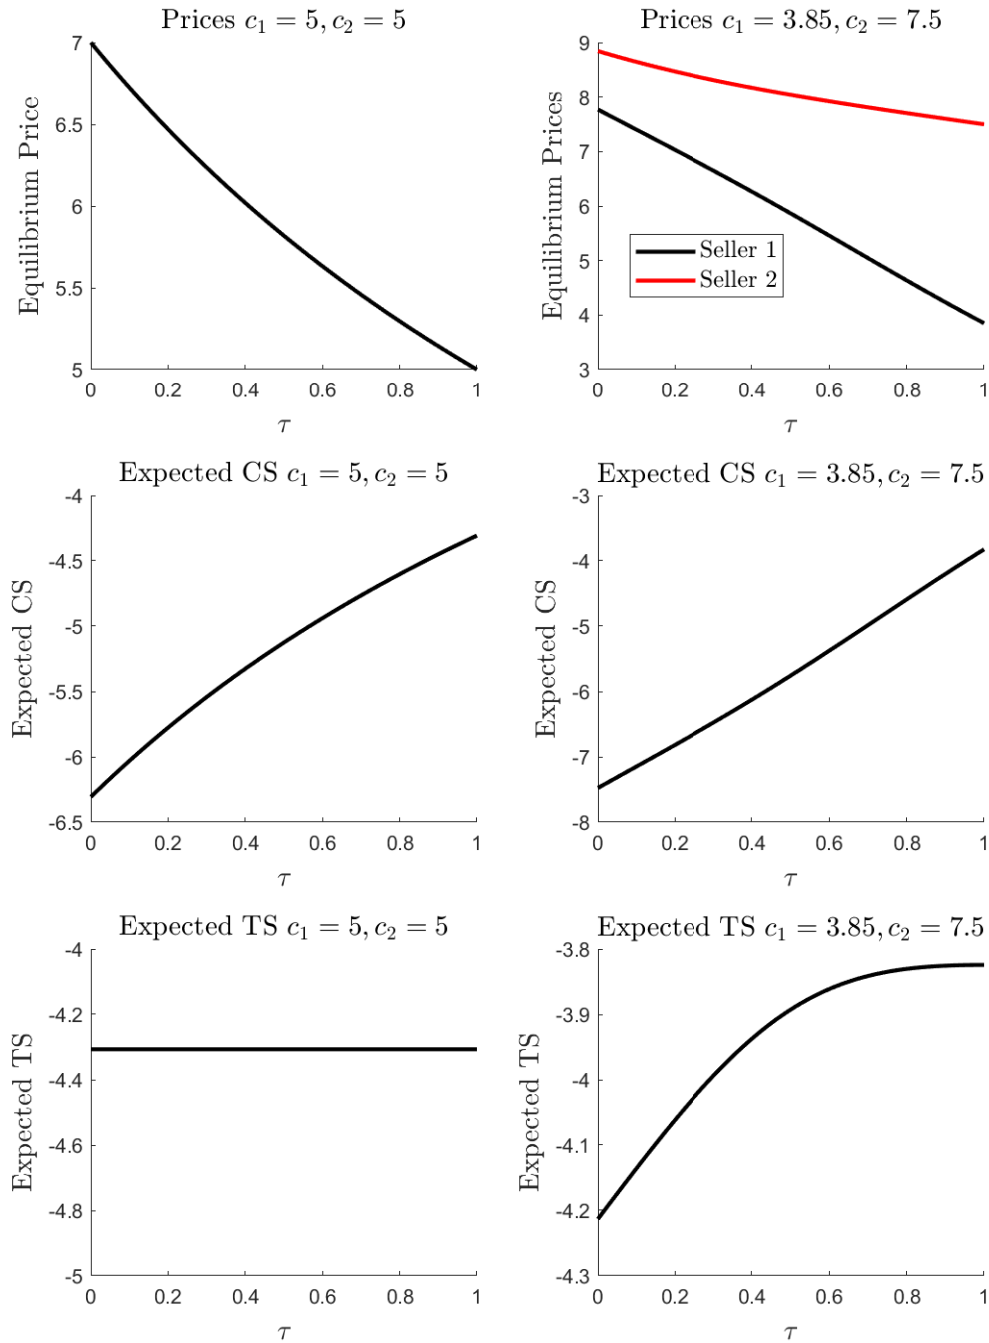 Prices c₁ = 5, c₂ = 5
Equilibrium Price
7
6.5
6
5.5
5
0 0.2 0.4 0.6 0.8 1
τ
Prices c₁ = 3.85, c₂ = 7.5
Equilibrium Prices
9
8
7
6
5
4
3
Seller 1
Seller 2
0 0.2 0.4 0.6 0.8 1
τ
Expected CS c₁ = 5, c₂ = 5
Expected CS
-4
-4.5
-5
-5.5
-6
-6.5
0 0.2 0.4 0.6 0.8 1
τ
Expected CS c₁ = 3.85, c₂ = 7.5
Expected CS
-3
-4
-5
-6
-7
-8
0 0.2 0.4 0.6 0.8 1
τ
Expected TS c₁ = 5, c₂ = 5
Expected TS
-4
-4.2
-4.4
-4.6
-4.8
-5
0 0.2 0.4 0.6 0.8 1
τ
Expected TS c₁ = 3.85, c₂ = 7.5
Expected TS
-3.8
-3.9
-4
-4.1
-4.2
-4.3
0 0.2 0.4 0.6 0.8 1
τ